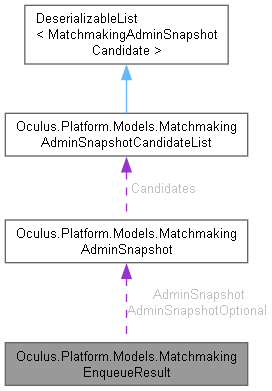 DeserializableList
< MatchmakingAdminSnapshot
Candidate >
Oculus.Platform.Models.Matchmaking
AdminSnapshotCandidateList
Candidates
Oculus.Platform.Models.Matchmaking
AdminSnapshot
AdminSnapshot
AdminSnapshotOptional
Oculus.Platform.Models.Matchmaking
EnqueueResult